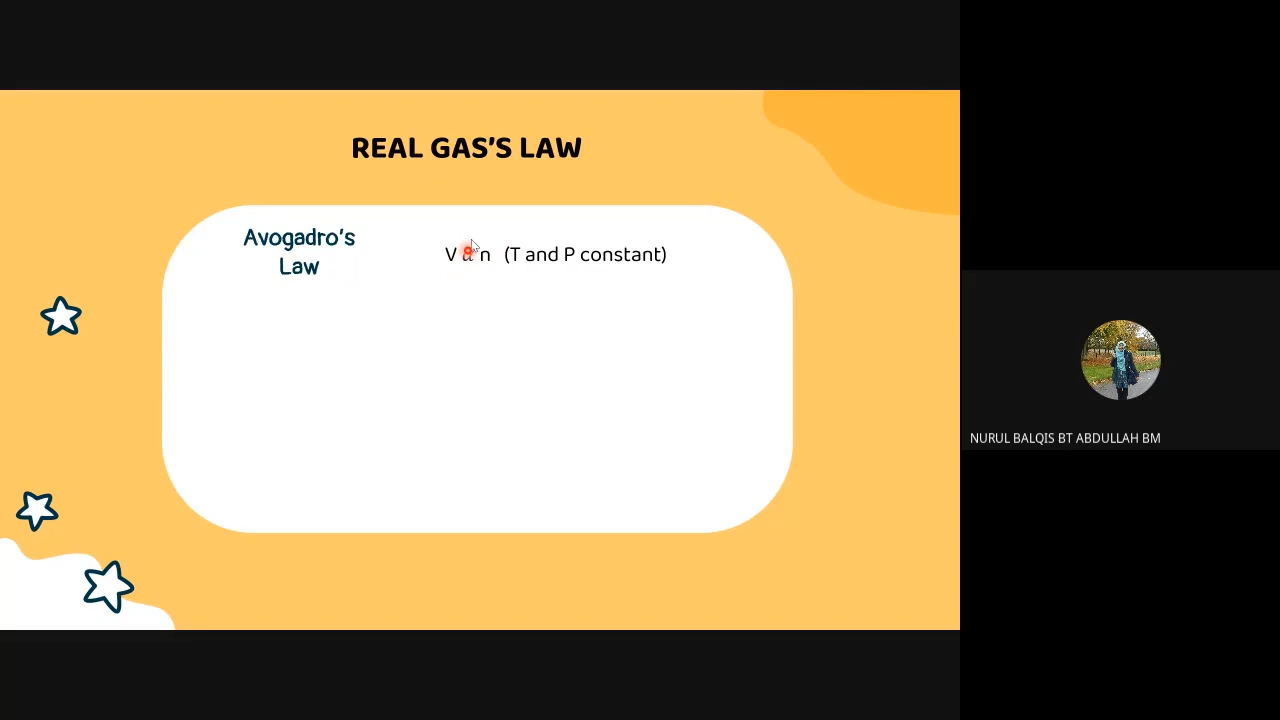 REAL GAS'S LAW
Avogadro's
Law
V α n (T and P constant)
NURUL BALQIS BT ABDULLAH BM